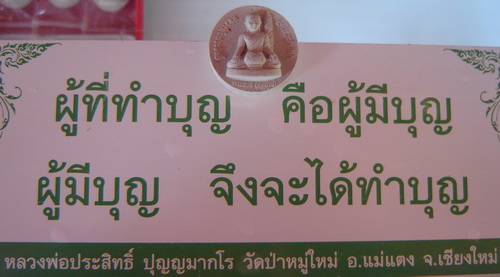 ผู้ที่ทำบุญ คือผู้มีบุญ
ผู้มีบุญ จึงจะได้ทำบุญ
หลวงพ่อประสิทธิ์ ปุญญมากโร วัดป่าหมู่ใหม่ อ.แม่แตง จ.เชียงใหม่